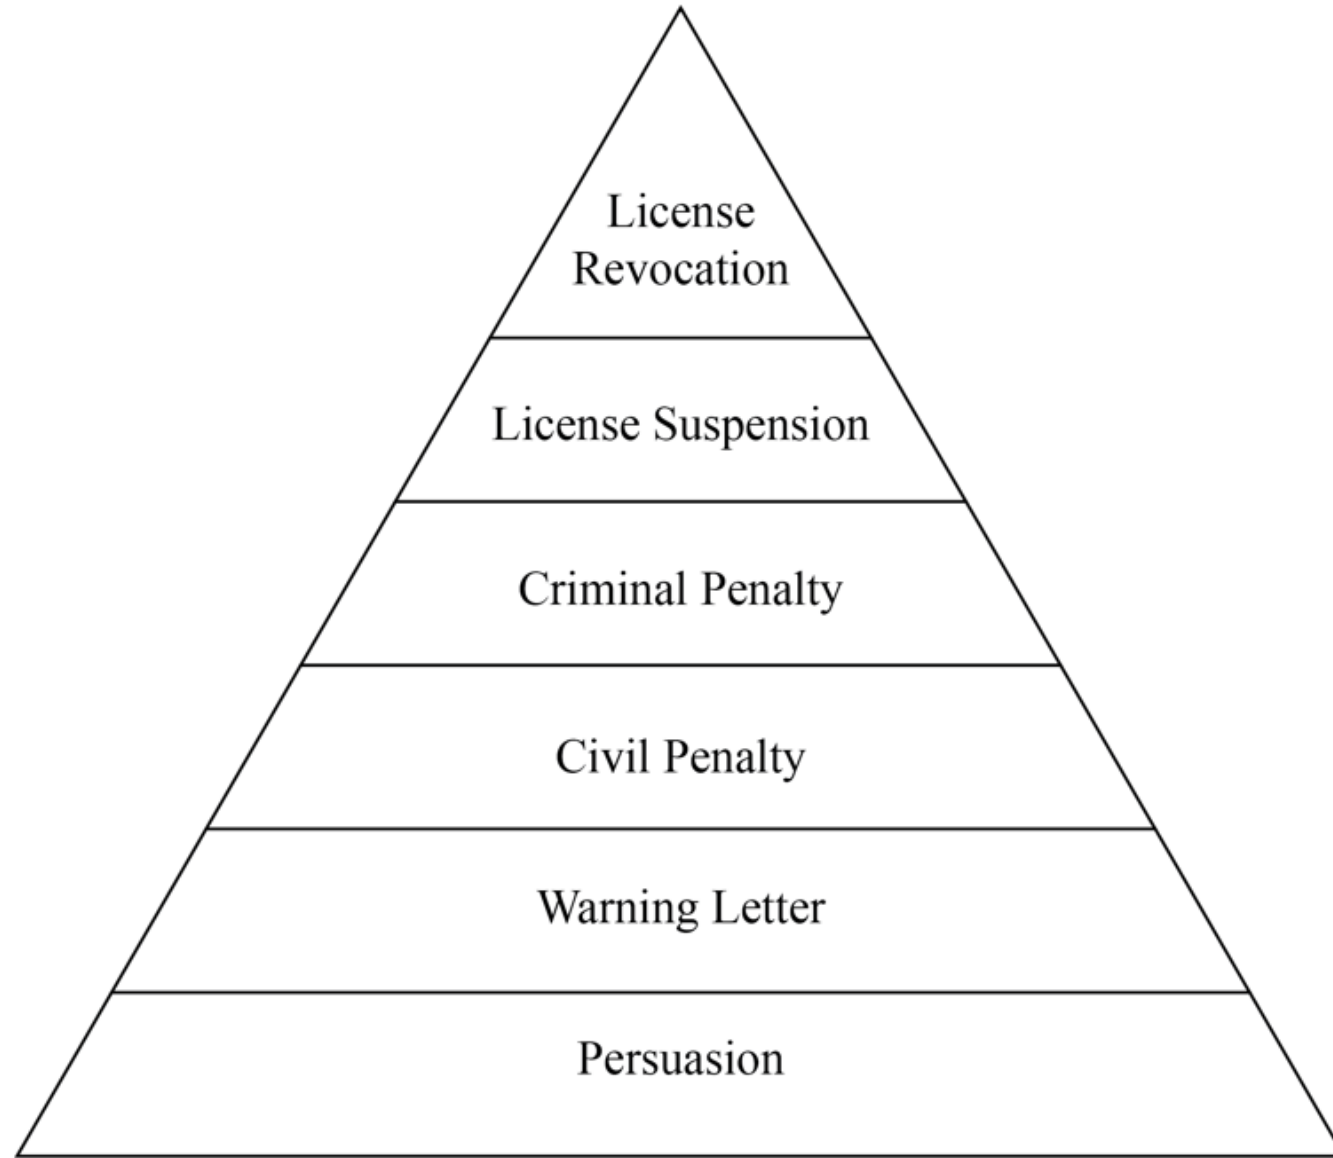 License
Revocation
License Suspension
Criminal Penalty
Civil Penalty
Warning Letter
Persuasion